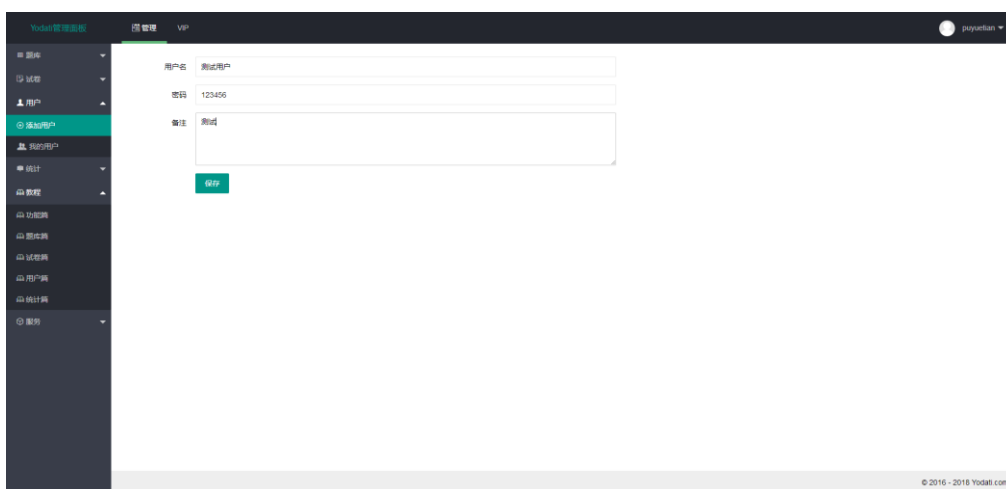 Yodati管理面板
管理
VIP
puyuetian
题库
试卷
用户
添加用户
我的用户
统计
教程
功能篇
题库篇
试卷篇
用户篇
统计篇
服务
用户名
测试用户
密码
123456
备注
测试
保存
© 2016 - 2018 Yodati.com